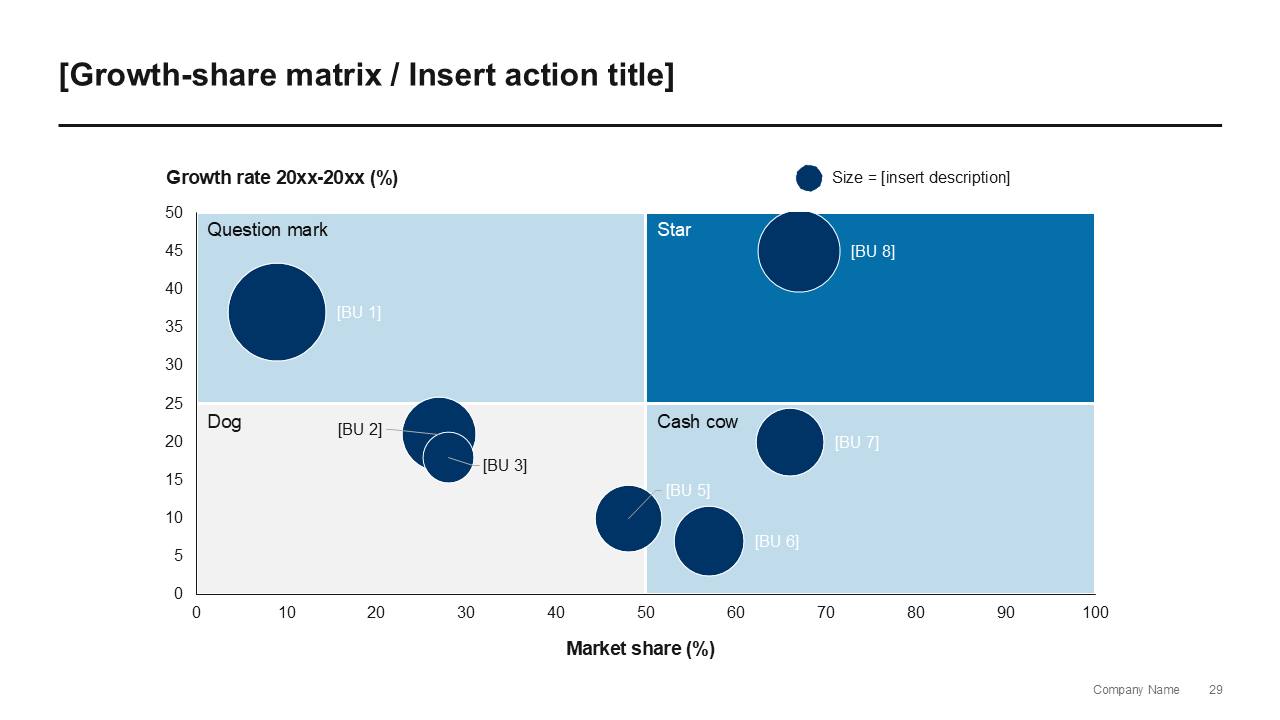 [Growth-share matrix / Insert action title]
Growth rate 20xx-20xx (%)
Size = [insert description]
50
45
40
35
30
25
20
15
10
5
0
Question mark
Star
[BU 8]
[BU 1]
Dog
Cash cow
[BU 2]
[BU 7]
[BU 3]
[BU 5]
[BU 6]
0 10 20 30 40 50 60 70 80 90 100
Market share (%)
Company Name 29